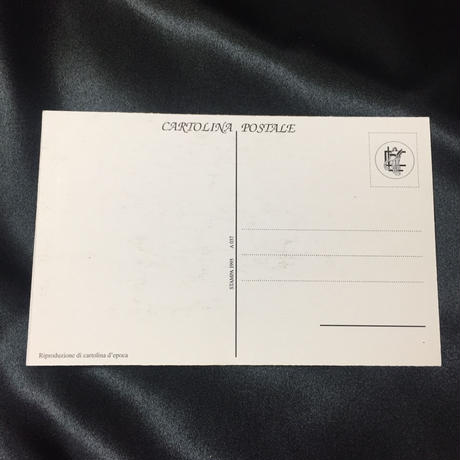 CARTOLINA POSTALE
STAMPA 1995 A 037
Riproduzione di cartolina d'epoca